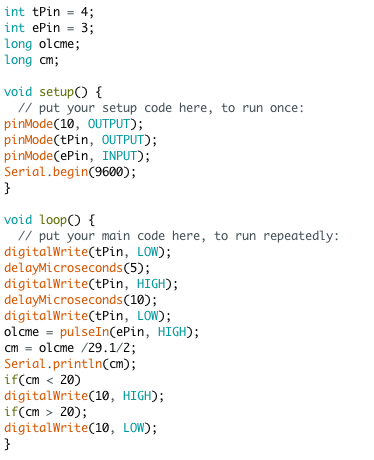 int tPin = 4;
int ePin = 3;
long olcme;
long cm;

void setup() {
  // put your setup code here, to run once:
pinMode(10, OUTPUT);
pinMode(tPin, OUTPUT);
pinMode(ePin, INPUT);
Serial.begin(9600);
}

void loop() {
  // put your main code here, to run repeatedly:
digitalWrite(tPin, LOW);
delayMicroseconds(5);
digitalWrite(tPin, HIGH);
delayMicroseconds(10);
digitalWrite(tPin, LOW);
olcme = pulseIn(ePin, HIGH);
cm = olcme /29.1/2;
Serial.println(cm);
if(cm < 20)
digitalWrite(10, HIGH);
if(cm > 20);
digitalWrite(10, LOW);
}